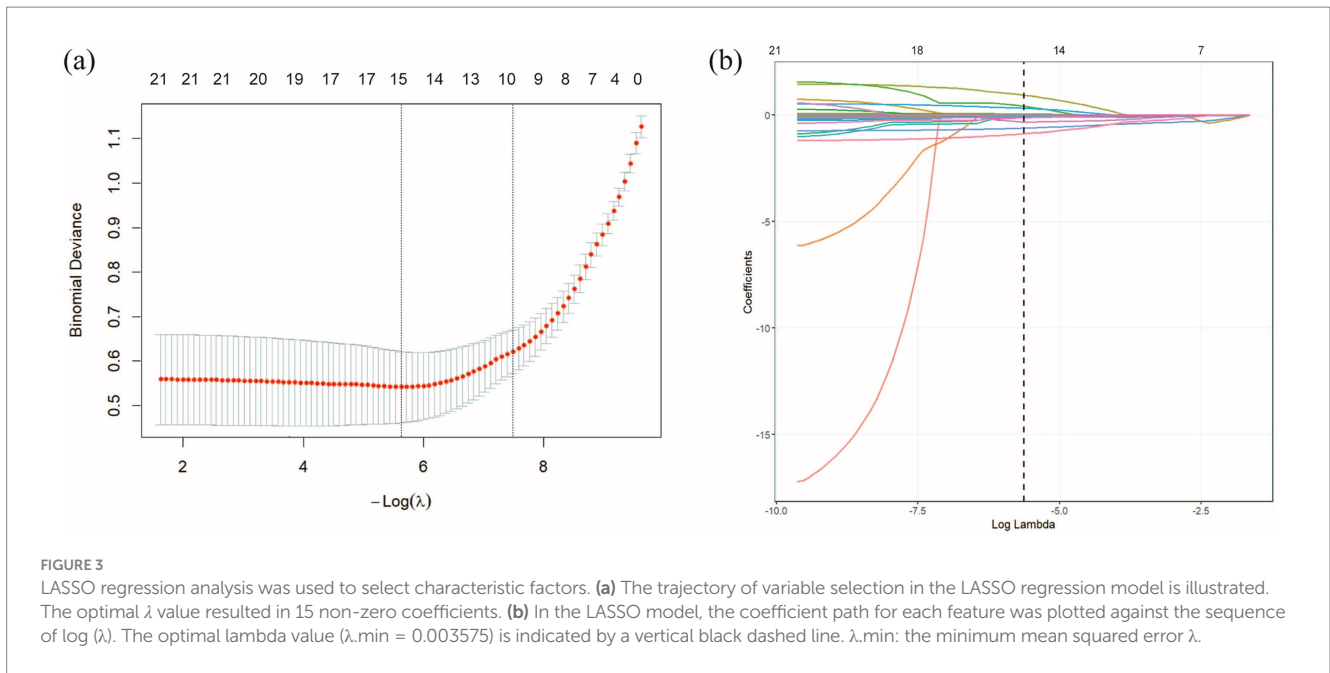 (a)
21 21 21 20 19 17 17 15 14 13 10 9 8 7 4 0
Binomial Deviance
1.1
1.0
0.9
0.8
0.7
0.6
0.5
2 4 6 8
−Log(λ)
(b)
21 18 14 7
Coefficients
0
-5
-10
-15
-10.0 -7.5 -5.0 -2.5
Log Lambda
FIGURE 3
LASSO regression analysis was used to select characteristic factors. (a) The trajectory of variable selection in the LASSO regression model is illustrated.
The optimal λ value resulted in 15 non-zero coefficients. (b) In the LASSO model, the coefficient path for each feature was plotted against the sequence
of log (λ). The optimal lambda value (λ.min = 0.003575) is indicated by a vertical black dashed line. λ.min: the minimum mean squared error λ.